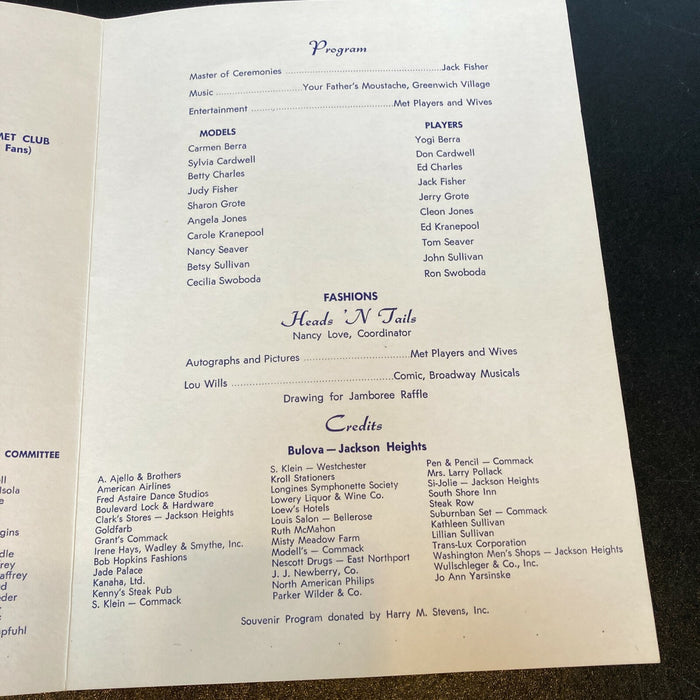 MET CLUB
Fans)
COMMITTEE
Program
Master of Ceremonies ........ Jack Fisher
Music ........ Your Father's Moustache, Greenwich Village
Entertainment ........ Met Players and Wives
MODELS
Carmen Berra
Sylvia Cardwell
Betty Charles
Judy Fisher
Sharon Grote
Angela Jones
Carole Kranepool
Nancy Seaver
Betsy Sullivan
Cecilia Swoboda
PLAYERS
Yogi Berra
Don Cardwell
Ed Charles
Jack Fisher
Jerry Grote
Cleon Jones
Ed Kranepool
Tom Seaver
John Sullivan
Ron Swoboda
FASHIONS
Heads 'N Tails
Nancy Love, Coordinator
Autographs and Pictures ........ Met Players and Wives
Lou Wills ........ Comic, Broadway Musicals
Drawing for Jamboree Raffle
Credits
Bulova — Jackson Heights
A. Ajello & Brothers
American Airlines
Fred Astaire Dance Studios
Boulevard Lock & Hardware
Clark's Stores — Jackson Heights
Goldfarb
Grant's Commack
Irene Hays, Wadley & Smythe, Inc.
Bob Hopkins Fashions
Jade Palace
Kanaha, Ltd.
Kenny's Steak Pub
S. Klein — Commack
S. Klein — Westchester
Kroll Stationers
Longines Symphonette Society
Lowery Liquor & Wine Co.
Loew's Hotels
Louis Salon — Bellerose
Ruth McMahon
Misty Meadow Farm
Modell's — Commack
Nescott Drugs — East Northport
J. J. Newberry, Co.
North American Philips
Parker Wilder & Co.
Pen & Pencil — Commack
Mrs. Larry Pollack
Si-Jolie — Jackson Heights
South Shore Inn
Steak Row
Suburnban Set — Commack
Kathleen Sullivan
Lillian Sullivan
Trans-Lux Corporation
Washington Men's Shops — Jackson Heights
Wullschleger & Co., Inc.
Jo Ann Yarsinske
Souvenir Program donated by Harry M. Stevens, Inc.